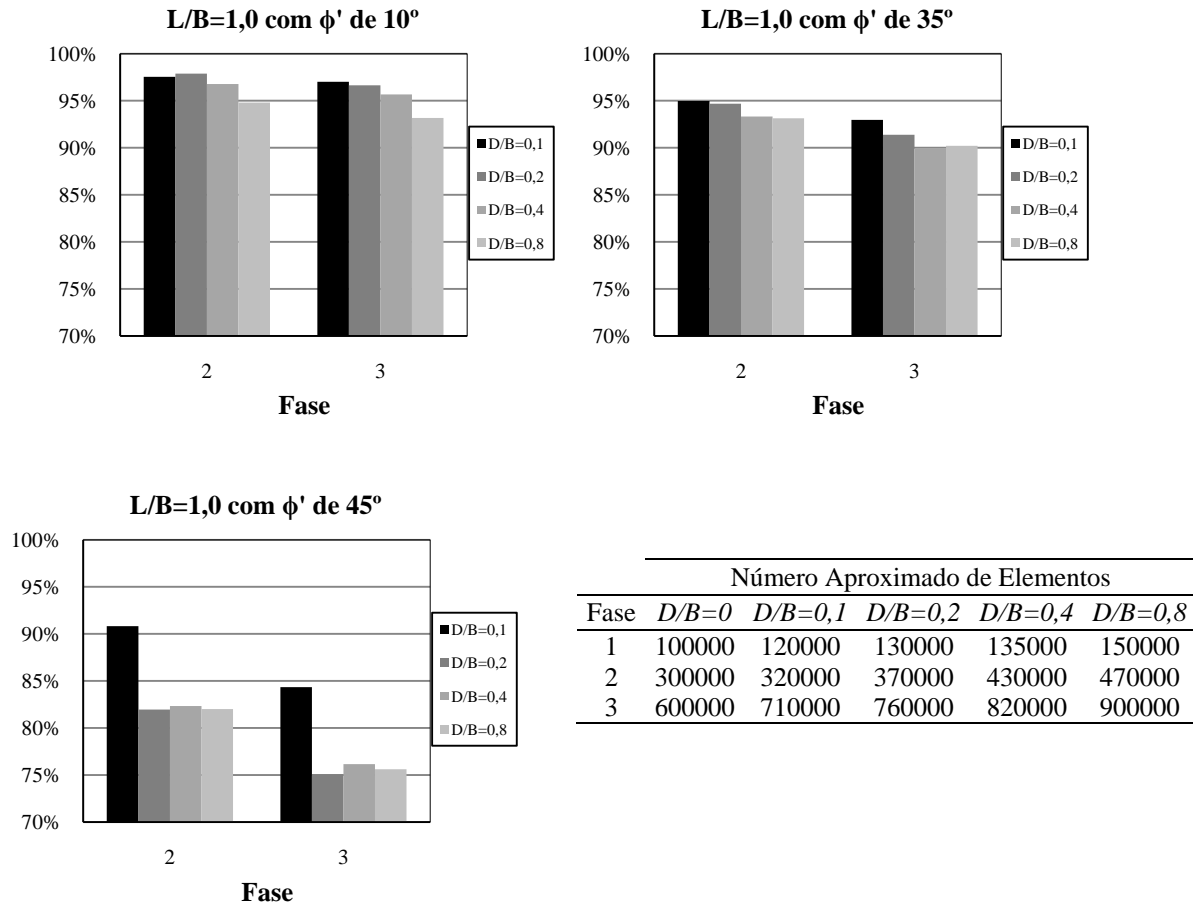 L/B=1,0 com ϕ' de 10º
100%
95%
90%
85%
80%
75%
70%
2
3
Fase
D/B=0,1
D/B=0,2
D/B=0,4
D/B=0,8
L/B=1,0 com ϕ' de 35º
100%
95%
90%
85%
80%
75%
70%
2
3
Fase
D/B=0,1
D/B=0,2
D/B=0,4
D/B=0,8
L/B=1,0 com ϕ' de 45º
100%
95%
90%
85%
80%
75%
70%
2
3
Fase
D/B=0,1
D/B=0,2
D/B=0,4
D/B=0,8
Número Aproximado de Elementos
Fase D/B=0 D/B=0,1 D/B=0,2 D/B=0,4 D/B=0,8
1 100000 120000 130000 135000 150000
2 300000 320000 370000 430000 470000
3 600000 710000 760000 820000 900000